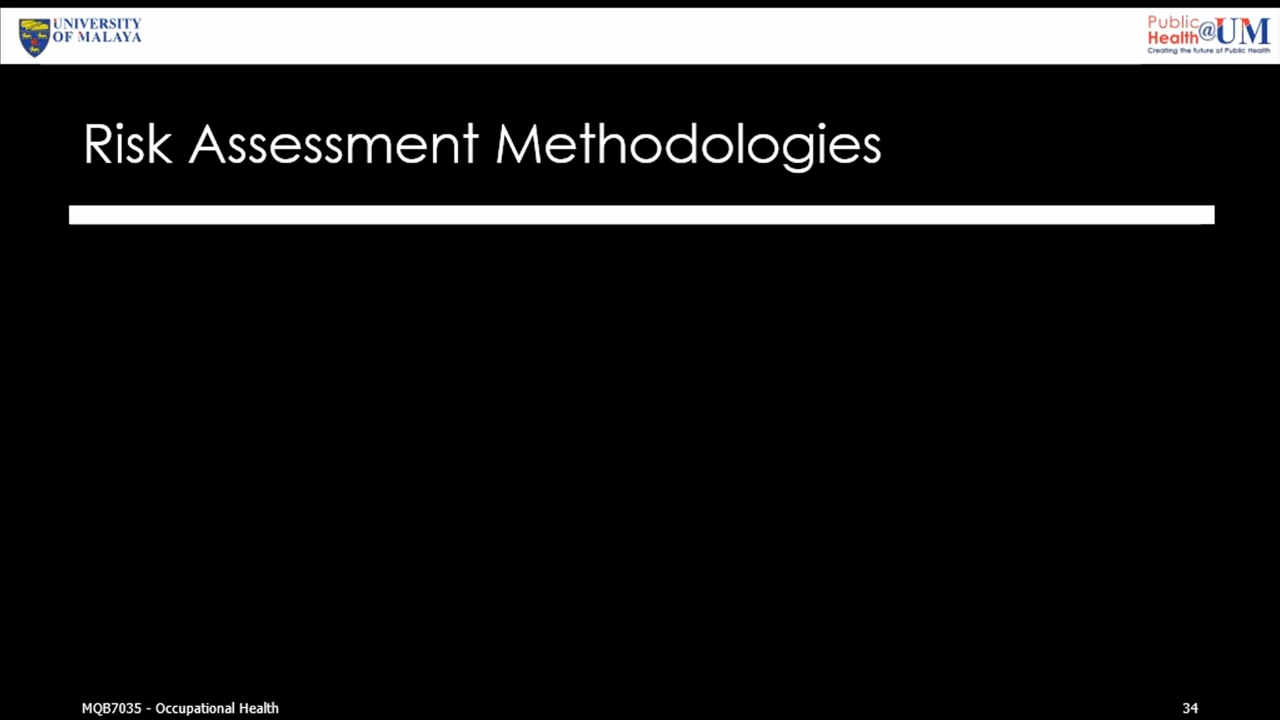 UNIVERSITY
OF MALAYA
Public
Health@UM
Creating the future of Public Health
Risk Assessment Methodologies
MQB7035 - Occupational Health
34